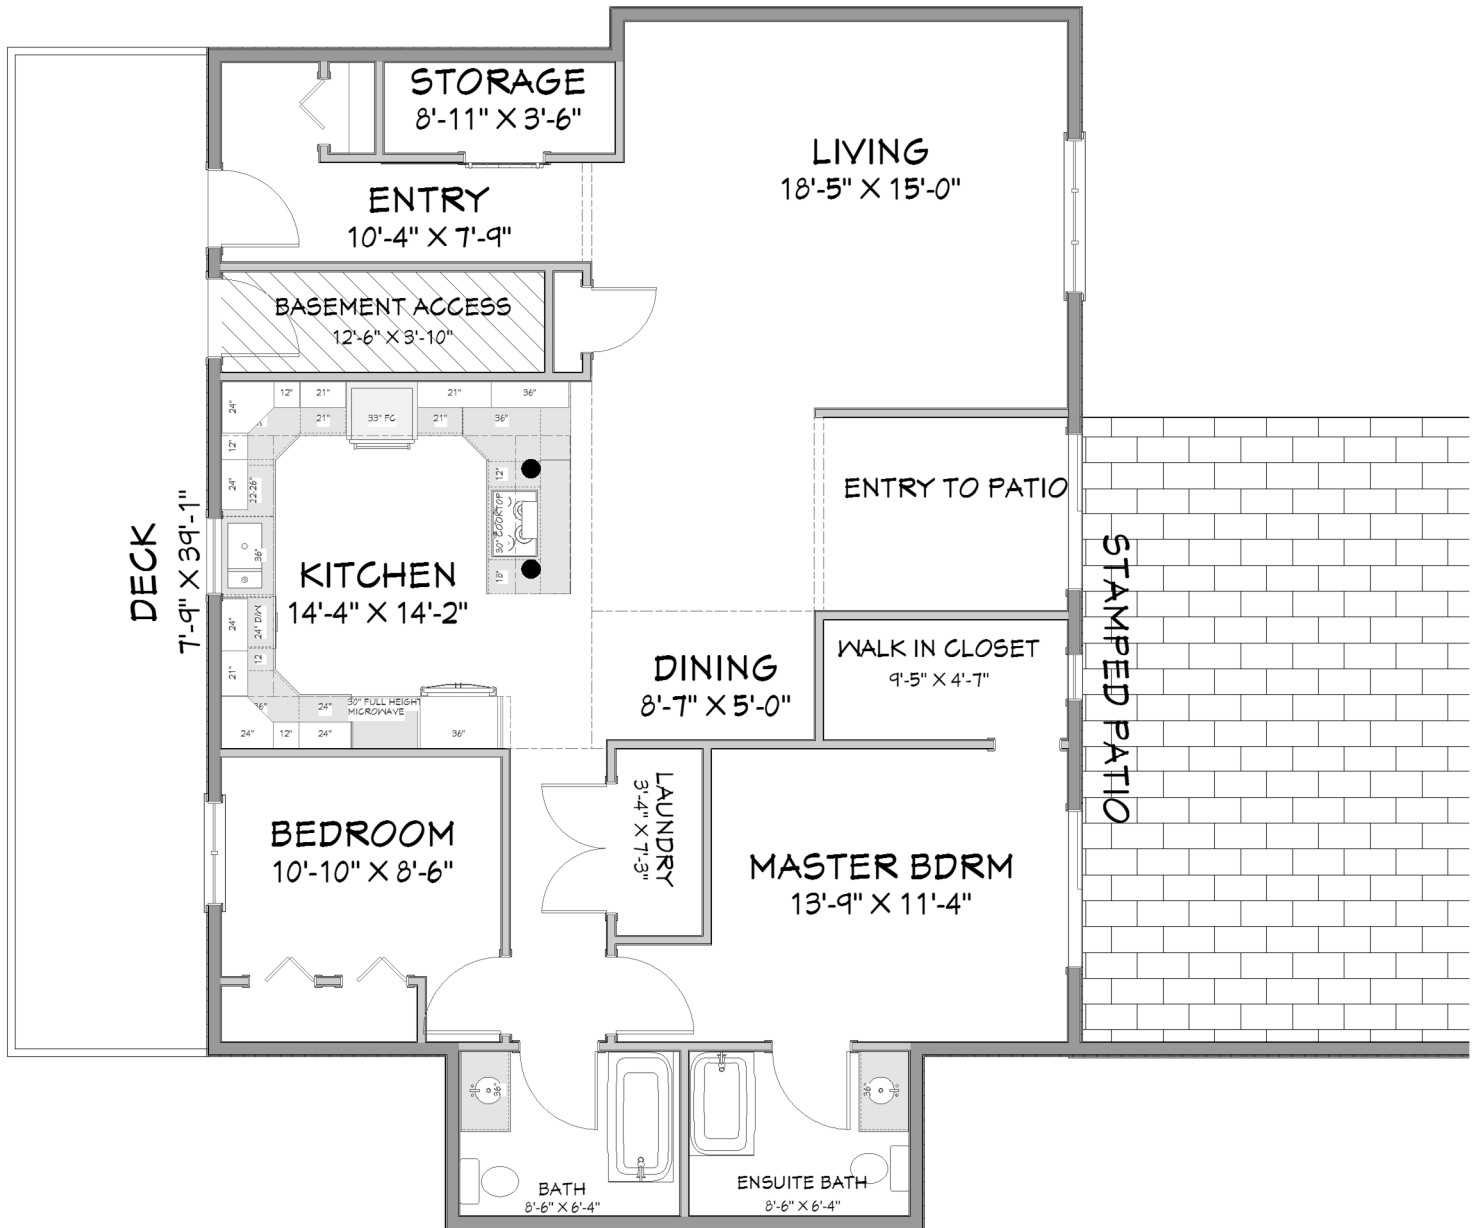 STORAGE
8'-11" X 3'-6"
LIVING
18'-5" X 15'-0"
ENTRY
10'-4" X 7'-9"
BASEMENT ACCESS
12'-6" X 3'-10"
12"
21"
21"
36"
24"
21"
33" FC
21"
36"
12"
24"
22-26"
12"
30" COOKTOP
18"
36"
ENTRY TO PATIO
DECK
7'-9" X 39'-1"
KITCHEN
14'-4" X 14'-2"
STAMPED PATIO
24"
24" D/W
21"
12
DINING
8'-7" X 5'-0"
WALK IN CLOSET
9'-5" X 4'-7"
36"
24"
30" FULL HEIGHT
MICROWAVE
24"
12"
24"
36"
BEDROOM
10'-10" X 8'-6"
LAUNDRY
3'-4" X 7'-3"
MASTER BDRM
13'-9" X 11'-4"
36"
36"
BATH
8'-6" X 6'-4"
ENSUITE BATH
8'-6" X 6'-4"